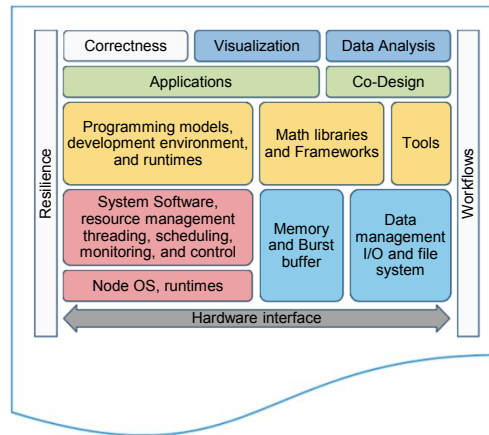 Correctness
Visualization
Data Analysis
Applications
Co-Design
Resilience
Programming models,
development environment,
and runtimes
Math libraries
and Frameworks
Tools
Workflows
System Software,
resource management
threading, scheduling,
monitoring, and control
Memory
and Burst
buffer
Data
management
I/O and file
system
Node OS, runtimes
Hardware interface